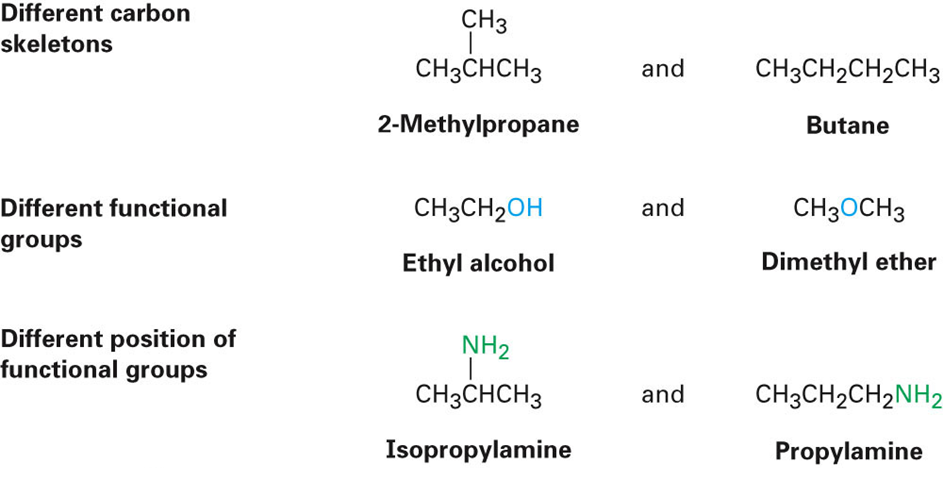 Different carbon
skeletons
CH3
CH3CHCH3 and CH3CH2CH2CH3
2-Methylpropane Butane
Different functional
groups
CH3CH2OH and CH3OCH3
Ethyl alcohol Dimethyl ether
Different position of
functional groups
NH2
CH3CHCH3 and CH3CH2CH2NH2
Isopropylamine Propylamine